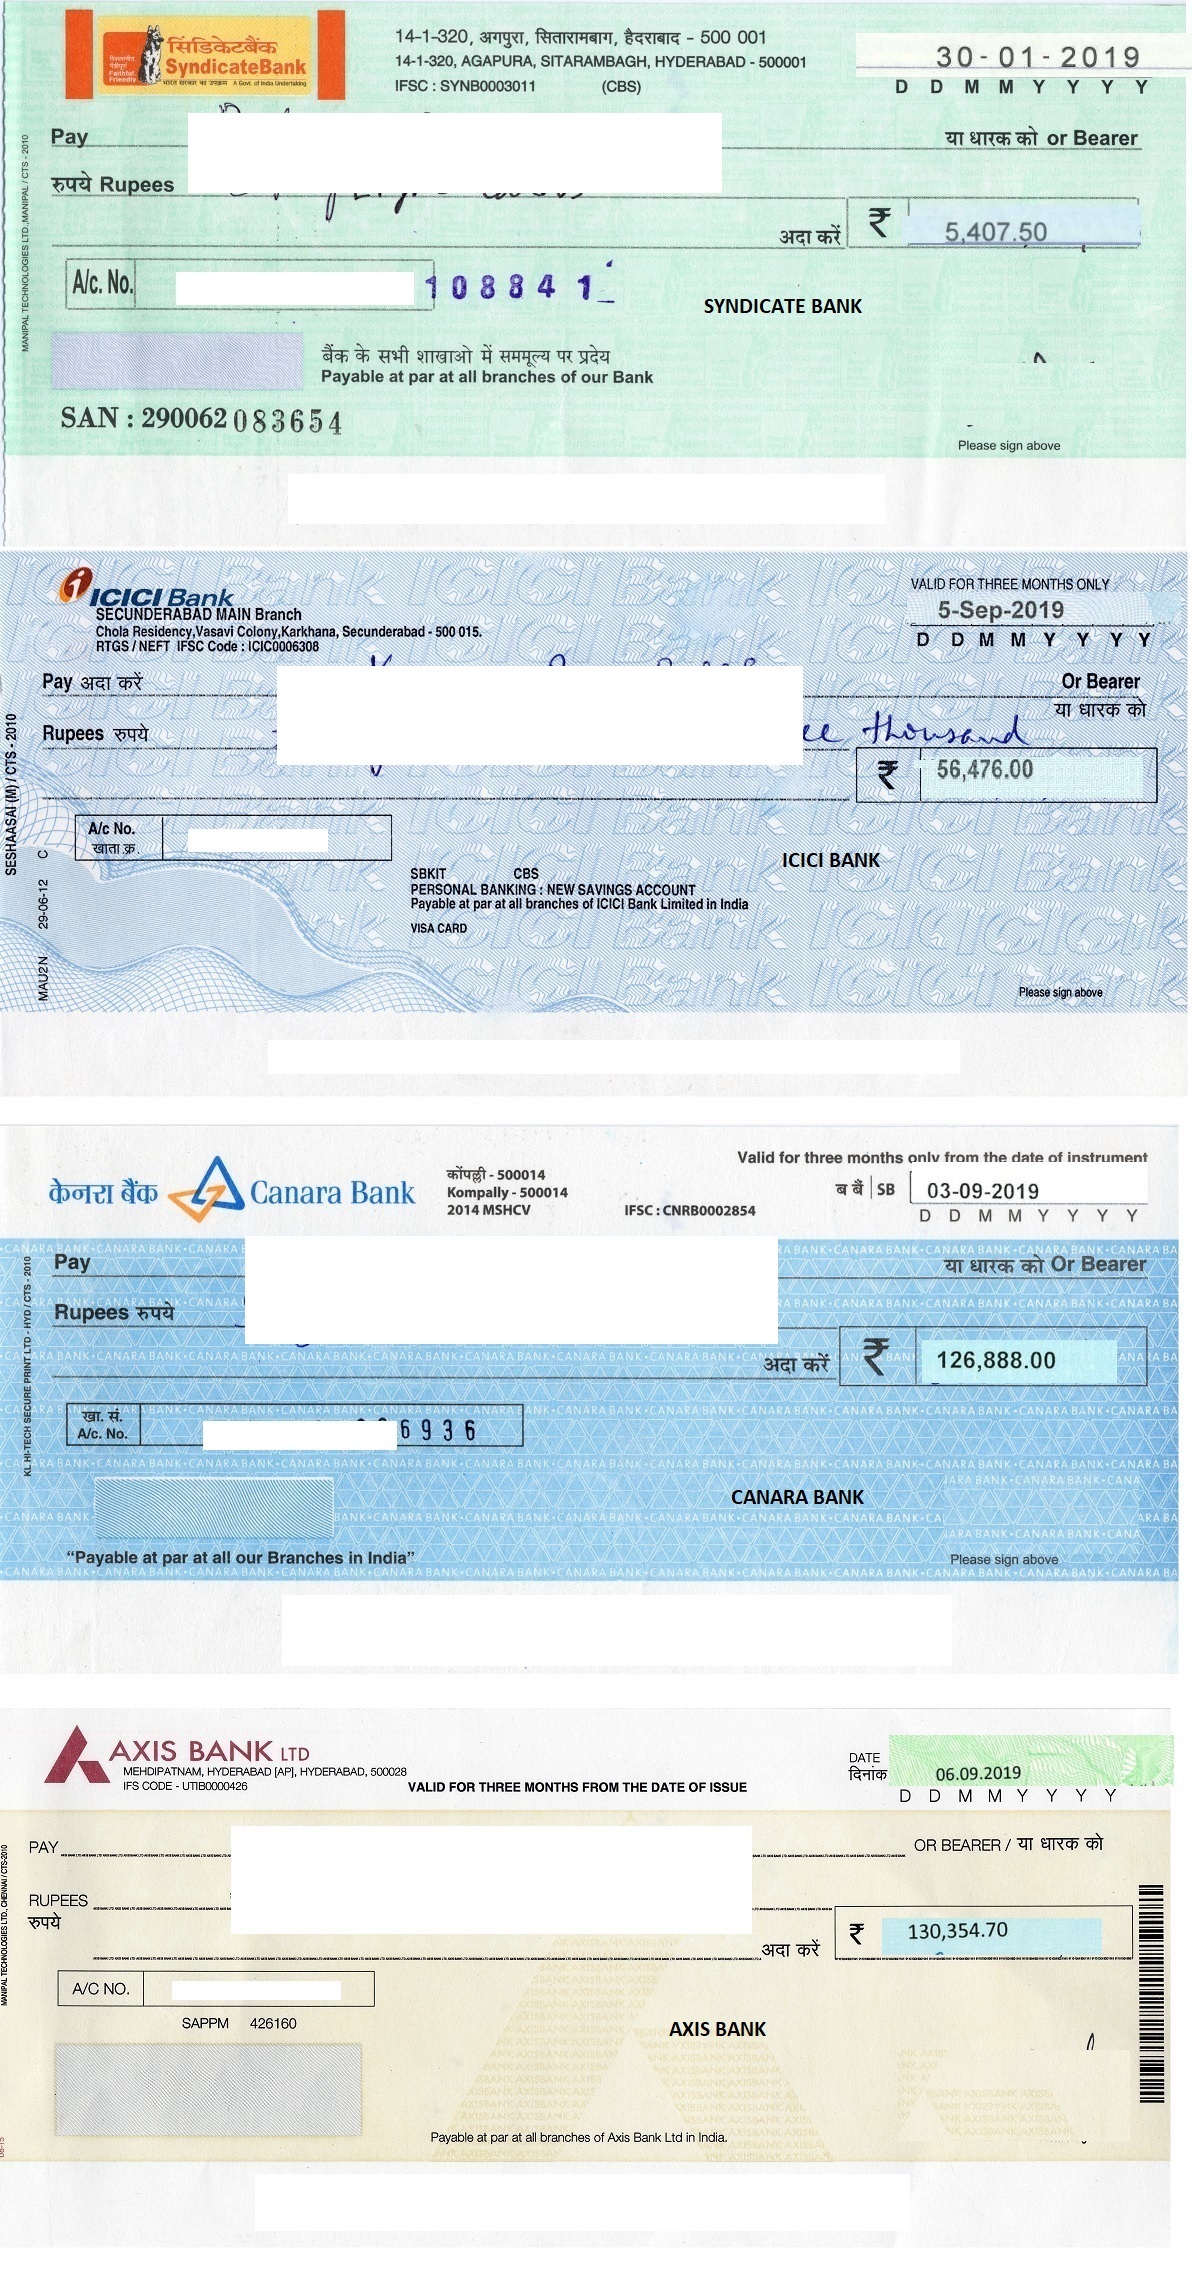 सिंडिकेटबैंक
SyndicateBank
विश्वसनीय, मैत्रीपूर्ण
Faithful. Friendly
भारत सरकार का उपक्रम A Govt. of India Undertaking
14-1-320, अगपुरा, सितारामबाग, हैदराबाद - 500 001
14-1-320, AGAPURA, SITARAMBAGH, HYDERABAD - 500001
IFSC : SYNB0003011 (CBS)
30-01-2019
D D M M Y Y Y Y
Pay या धारक को or Bearer
रुपये Rupees
अदा करें ₹ 5,407.50
A/c. No. 108841
SYNDICATE BANK
बैंक के सभी शाखाओ में सममूल्य पर प्रदेय
Payable at par at all branches of our Bank
SAN : 290062 083654
Please sign above
MANIPAL TECHNOLOGIES LTD.,MANIPAL / CTS - 2010
ICICI Bank
SECUNDERABAD MAIN Branch
Chola Residency,Vasavi Colony,Karkhana, Secunderabad - 500 015.
RTGS / NEFT IFSC Code : ICIC0006308
VALID FOR THREE MONTHS ONLY
5-Sep-2019
D D M M Y Y Y Y
Pay अदा करें Or Bearer
या धारक को
Rupees रुपये thousand
₹ 56,476.00
A/c No.
खाता क्र.
ICICI BANK
SBKIT CBS
PERSONAL BANKING : NEW SAVINGS ACCOUNT
Payable at par at all branches of ICICI Bank Limited in India
VISA CARD
Please sign above
SESHAASAI (M) / CTS - 2010
MAU2N 29-06-12 C
केनरा बैंक Canara Bank
कोंपल्ली - 500014
Kompally - 500014
2014 MSHCV
IFSC : CNRB0002854
Valid for three months only from the date of instrument
ब बैं SB 03-09-2019
D D M M Y Y Y Y
Pay या धारक को Or Bearer
Rupees रुपये
अदा करें ₹ 126,888.00
खा. सं.
A/c. No. 6936
CANARA BANK
“Payable at par at all our Branches in India”
Please sign above
KL HI-TECH SECURE PRINT LTD - HYD / CTS - 2010
AXIS BANK LTD
MEHDIPATNAM, HYDERABAD [AP], HYDERABAD, 500028
IFS CODE - UTIB0000426
VALID FOR THREE MONTHS FROM THE DATE OF ISSUE
DATE
दिनांक 06.09.2019
D D M M Y Y Y Y
PAY OR BEARER / या धारक को
RUPEES
रुपये
अदा करें ₹ 130,354.70
A/C NO.
SAPPM 426160
AXIS BANK
Payable at par at all branches of Axis Bank Ltd in India.
MANIPAL TECHNOLOGIES LTD., CHENNAI / CTS-2010